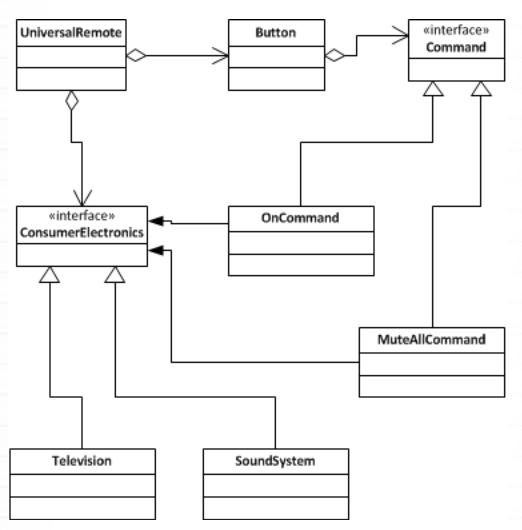 UniversalRemote
Button
«interface»
Command
«interface»
ConsumerElectronics
OnCommand
MuteAllCommand
Television
SoundSystem